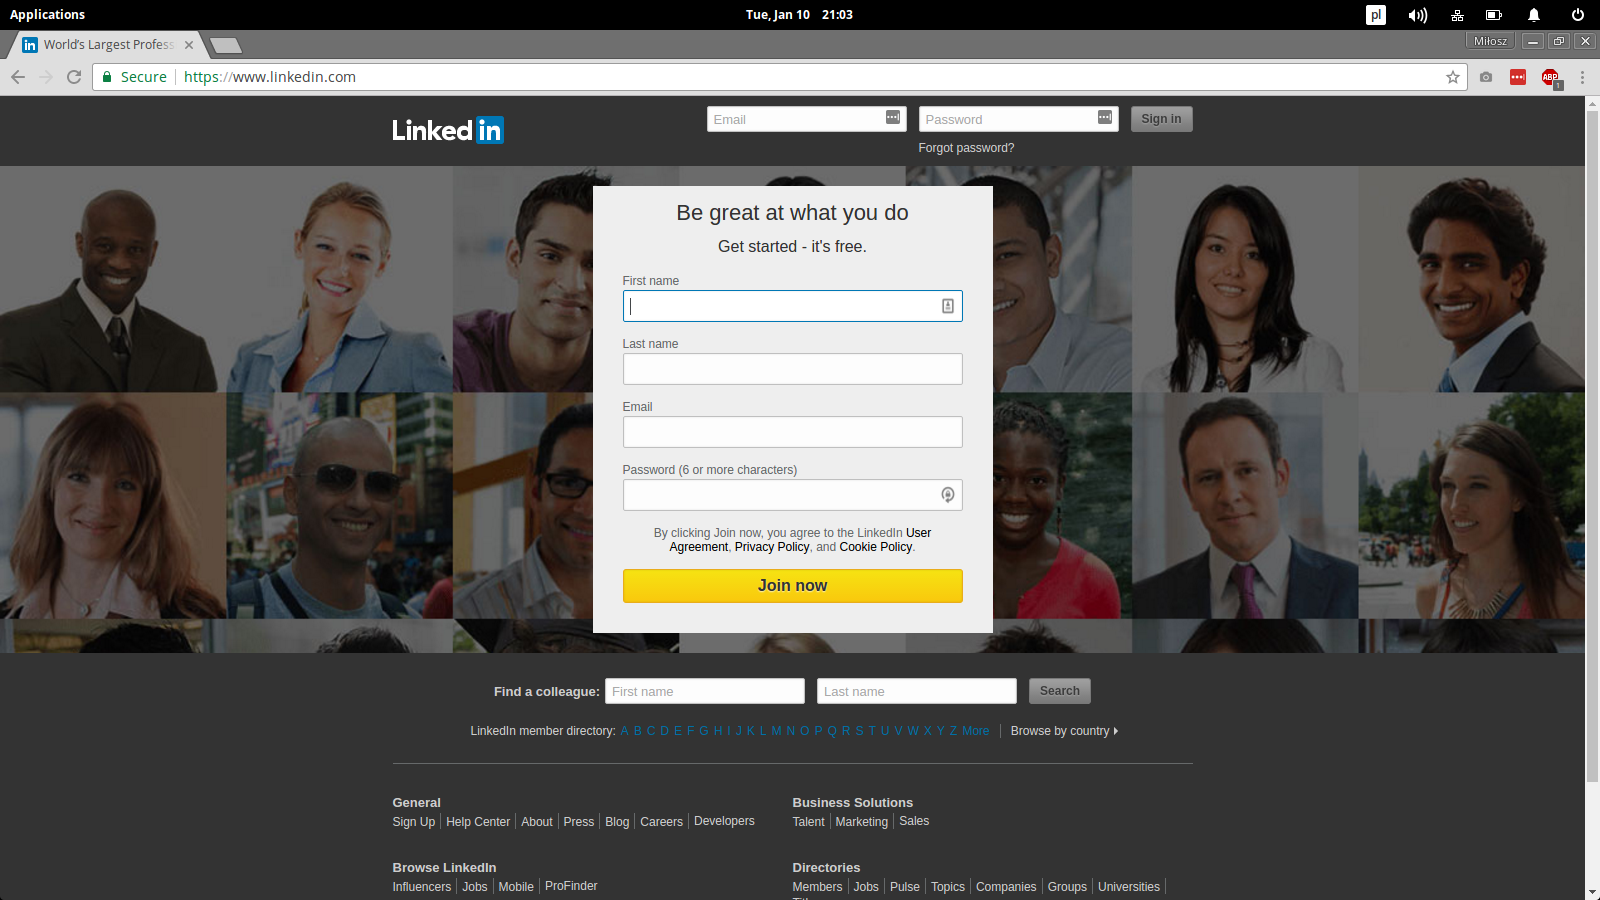 Applications
Tue, Jan 10 21:03
pl
in World's Largest Profess
Miłosz
Secure https://www.linkedin.com
ABP
1
Linked in
Email
Password
Sign in
Forgot password?
Be great at what you do
Get started - it's free.
First name
Last name
Email
Password (6 or more characters)
By clicking Join now, you agree to the LinkedIn User
Agreement, Privacy Policy, and Cookie Policy.
Join now
Find a colleague: First name Last name Search
LinkedIn member directory: A B C D E F G H I J K L M N O P Q R S T U V W X Y Z More Browse by country
General
Sign Up Help Center About Press Blog Careers Developers
Business Solutions
Talent Marketing Sales
Browse LinkedIn
Influencers Jobs Mobile ProFinder
Directories
Members Jobs Pulse Topics Companies Groups Universities